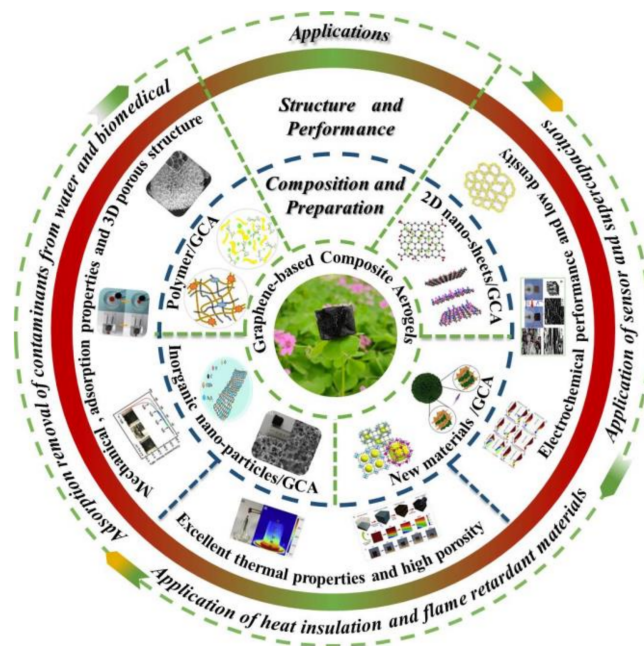 Applications
Structure and
Performance
Composition and
Preparation
Graphene-based Composite Aerogels
Polymer/GCA
2D nano-sheets/GCA
Inorganic nano-particles/GCA
New materials /GCA
Mechanical , adsorption properties and 3D porous structure
Electrochemical performance and low density
Excellent thermal properties and high porosity
Adsorption removal of contaminants from water and biomedical
Application of sensor and supercapacitors
Application of heat insulation and flame retardant materials